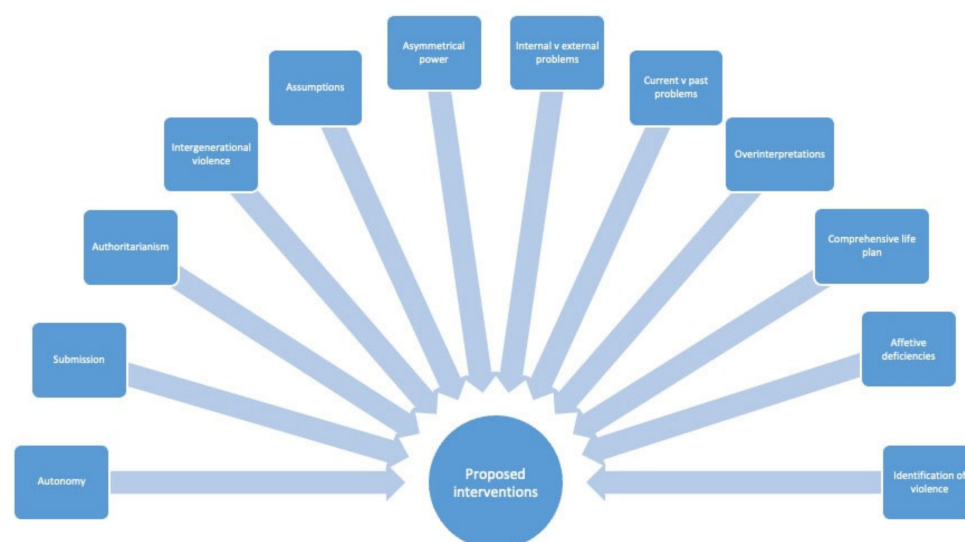 Asymmetrical
power
Internal v external
problems
Assumptions
Current v past
problems
Intergenerational
violence
Overinterpretations
Authoritarianism
Comprehensive life
plan
Submission
Affetive
deficiencies
Autonomy
Proposed
interventions
Identification of
violence